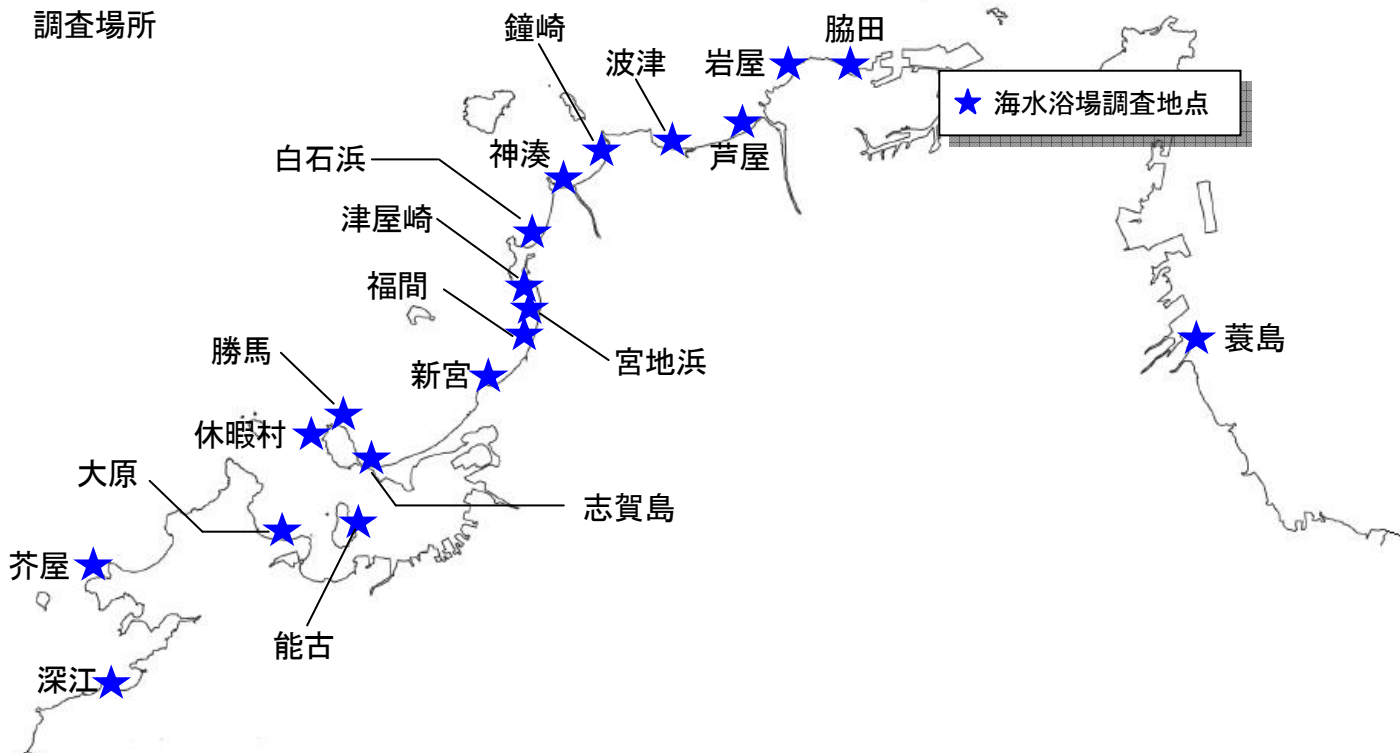 調査場所
鐘崎
脇田
岩屋
波津
海水浴場調査地点
芦屋
神湊
白石浜
津屋崎
福間
蓑島
勝馬
宮地浜
新宮
休暇村
大原
志賀島
芥屋
能古
深江